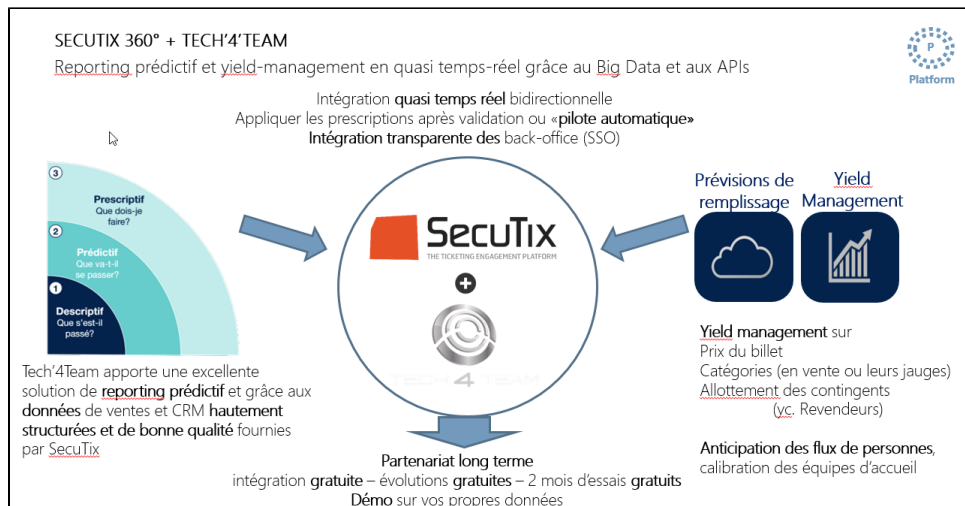 SECUTIX 360° + TECH'4'TEAM
Reporting prédictif et yield-management en quasi temps-réel grâce au Big Data et aux APIs
P
Platform
Intégration quasi temps réel bidirectionnelle
Appliquer les prescriptions après validation ou «pilote automatique»
Intégration transparente des back-office (SSO)
3
Prescriptif
Que dois-je
faire?
2
Prédictif
Que va-t-il
se passer?
1
Descriptif
Que s'est-il
passé?
Tech'4Team apporte une excellente
solution de reporting prédictif et grâce aux
données de ventes et CRM hautement
structurées et de bonne qualité fournies
par SecuTix
SECUTIX
THE TICKETING ENGAGEMENT PLATFORM
TECH 4 TEAM
Partenariat long terme
intégration gratuite – évolutions gratuites – 2 mois d'essais gratuits
Démo sur vos propres données
Prévisions de
remplissage
Yield
Management
Yield management sur
Prix du billet
Catégories (en vente ou leurs jauges)
Allottement des contingents
(yc. Revendeurs)
Anticipation des flux de personnes,
calibration des équipes d'accueil